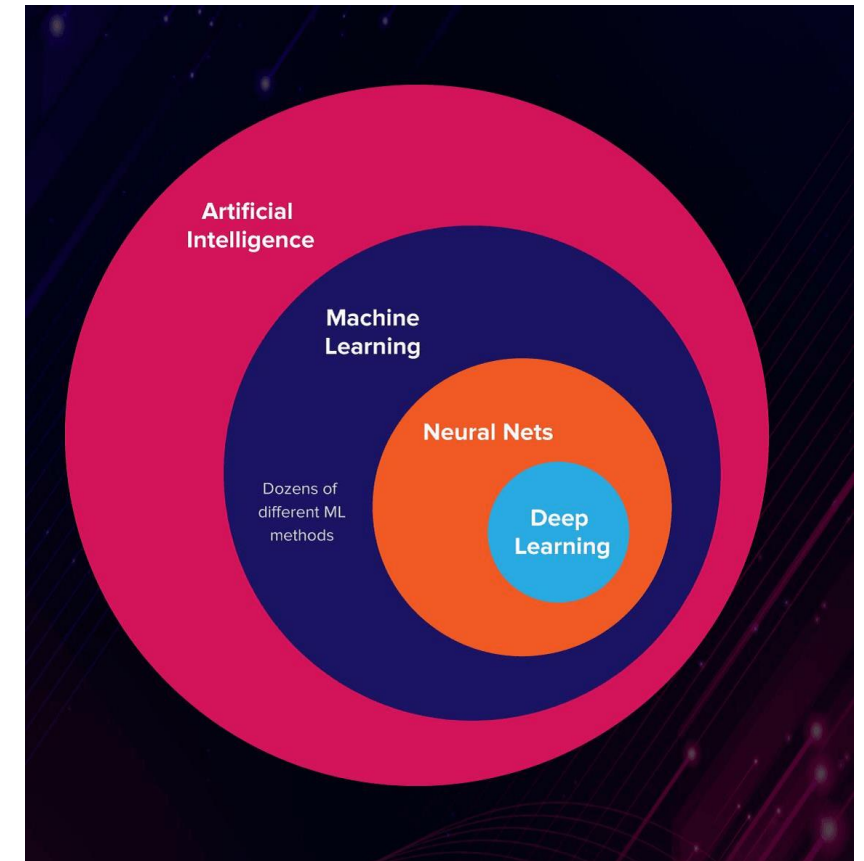 Artificial
Intelligence
Machine
Learning
Neural Nets
Dozens of
different ML
methods
Deep
Learning